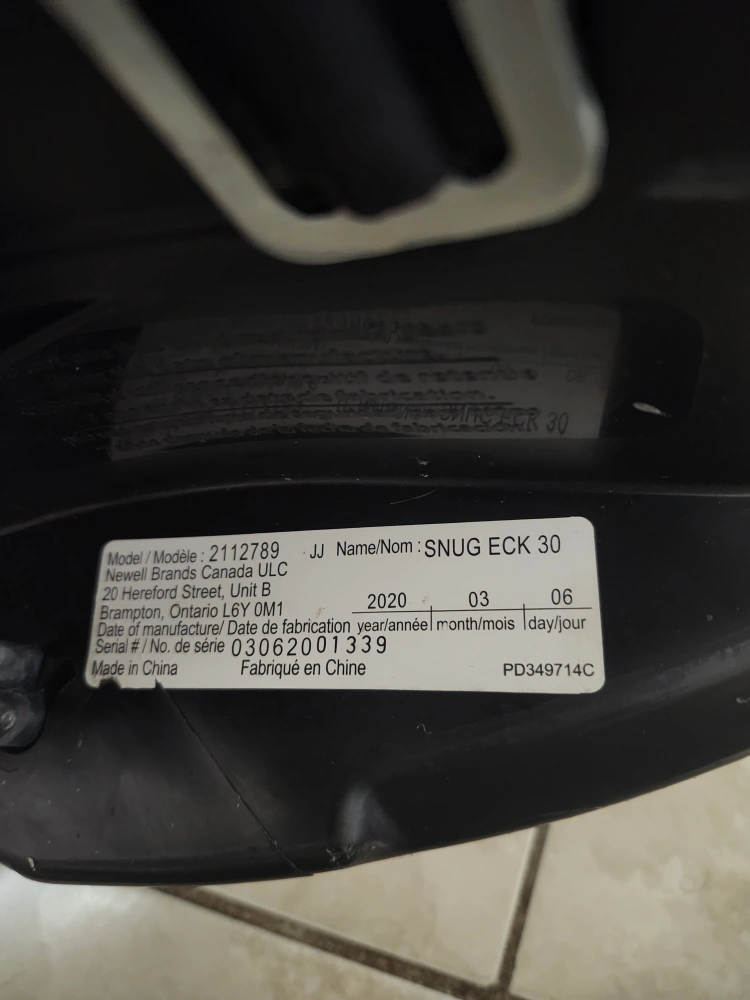 Model / Modèle : 2112789 JJ Name/Nom : SNUG ECK 30
Newell Brands Canada ULC
20 Hereford Street, Unit B
Brampton, Ontario L6Y 0M1 2020 03 06
Date of manufacture/ Date de fabrication year/année month/mois day/jour
Serial # / No. de série 03062001339
Made in China Fabriqué en Chine PD349714C